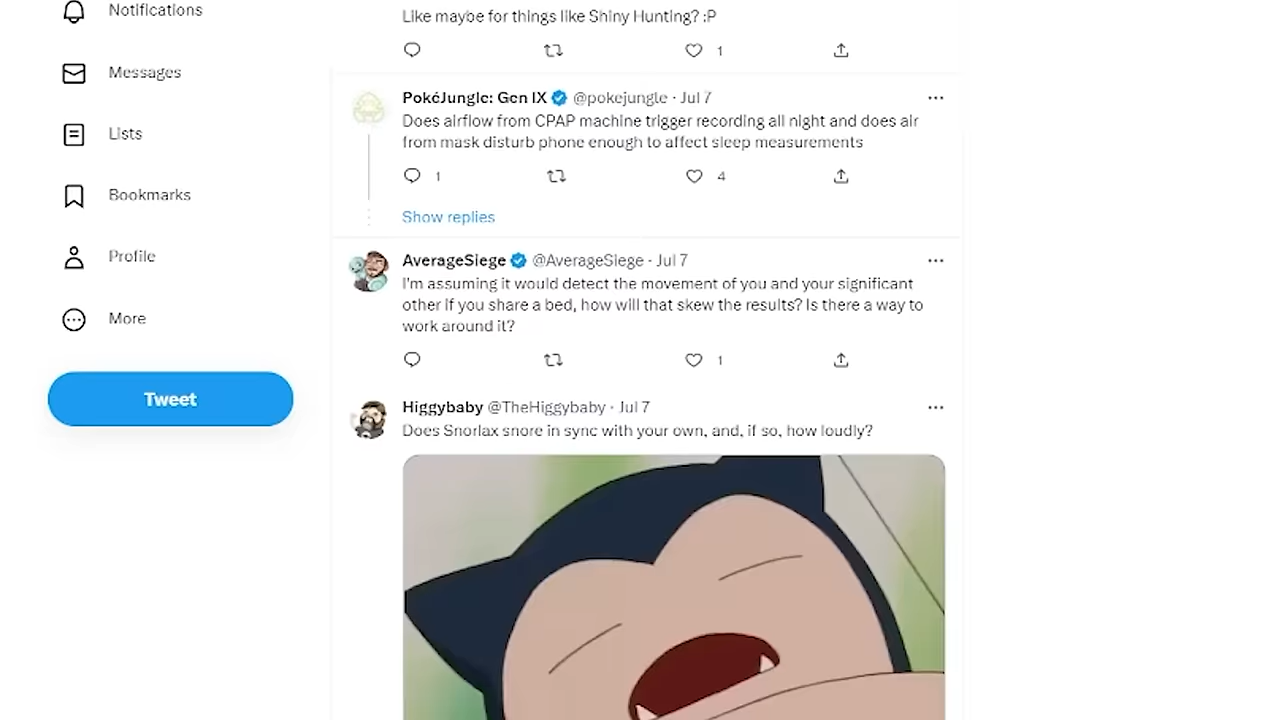 Notifications
Messages
Lists
Bookmarks
Profile
More
Tweet
Like maybe for things like Shiny Hunting? :P
1
PokéJungle: Gen IX @pokejungle · Jul 7
Does airflow from CPAP machine trigger recording all night and does air
from mask disturb phone enough to affect sleep measurements
1 4
Show replies
AverageSiege @AverageSiege · Jul 7
I'm assuming it would detect the movement of you and your significant
other if you share a bed, how will that skew the results? Is there a way to
work around it?
1
Higgybaby @TheHiggybaby · Jul 7
Does Snorlax snore in sync with your own, and, if so, how loudly?